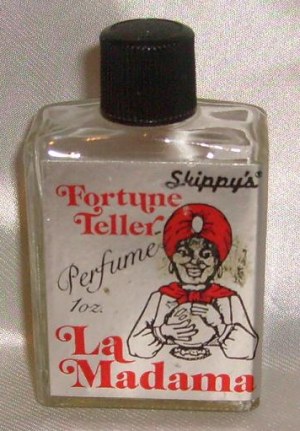 Skippy's®
Fortune
Teller
Perfume
1oz.
La
Madama